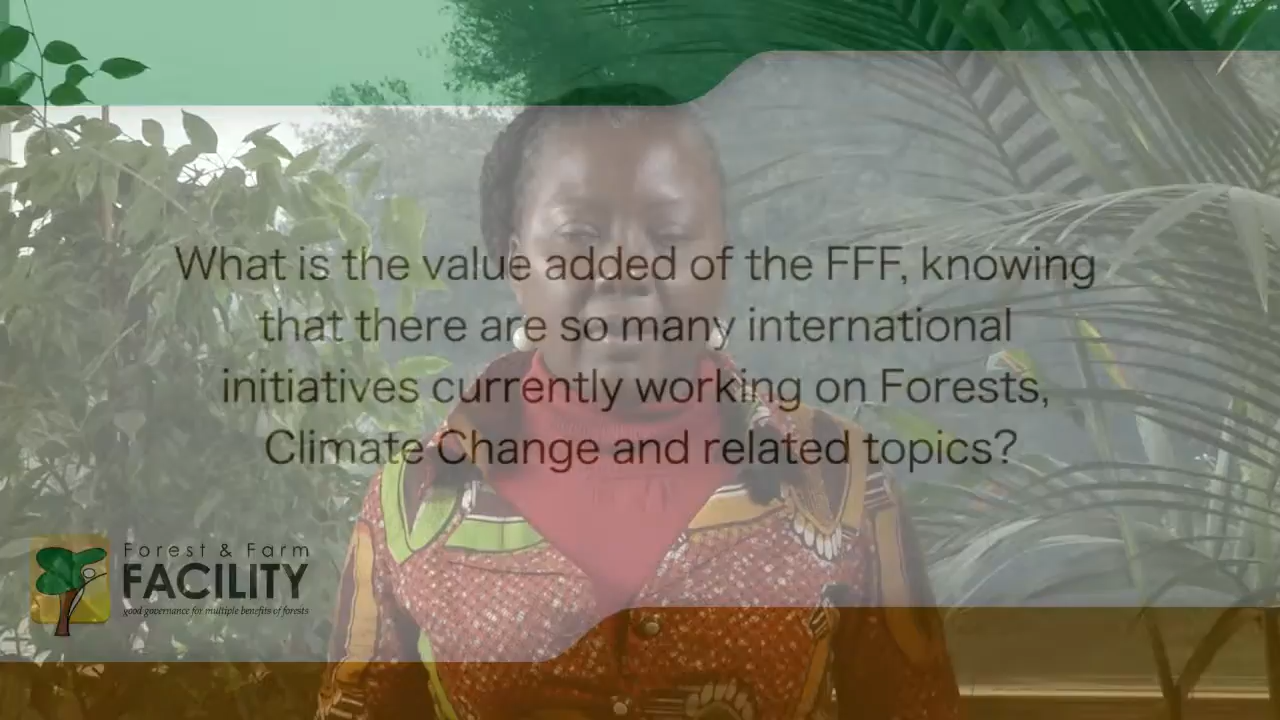 What is the value added of the FFF, knowing
that there are so many international
initiatives currently working on Forests,
Climate Change and related topics?
Forest & Farm
FACILITY
good governance for multiple benefits of forests